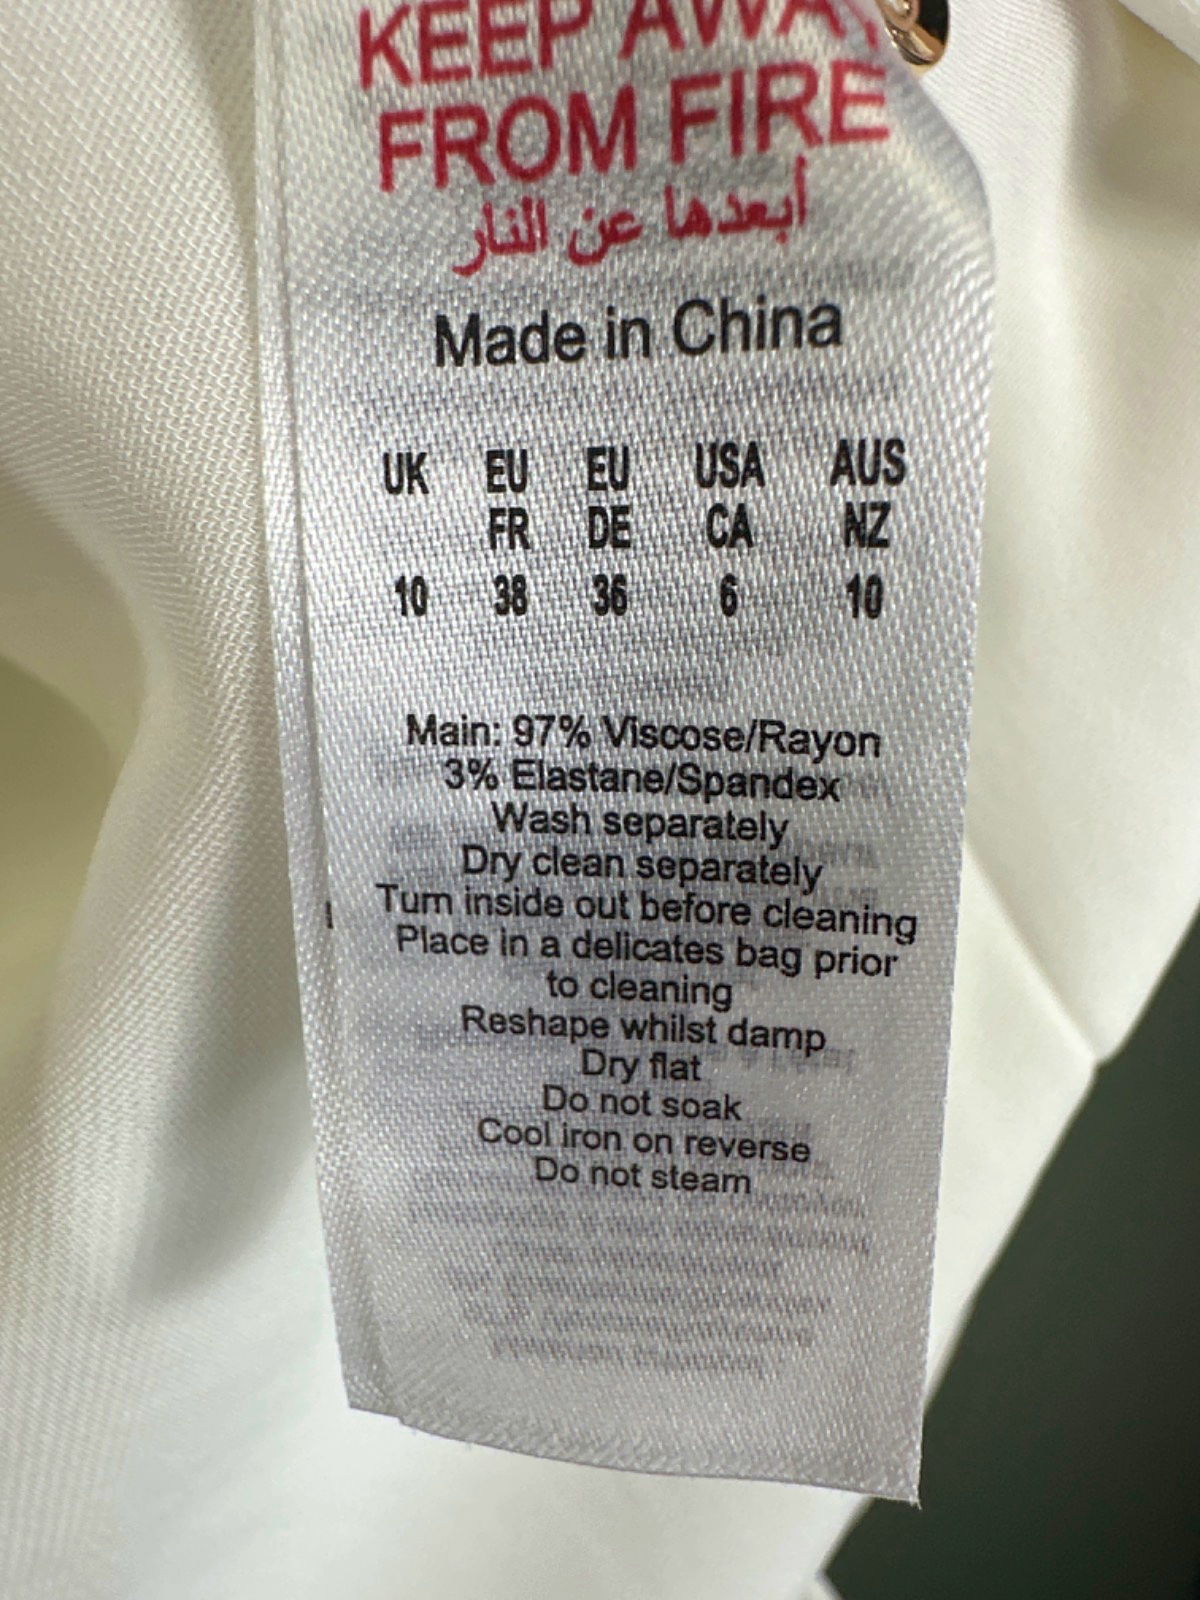 KEEP AWAY
FROM FIRE
أبعدها عن النار
Made in China
UK EU EU USA AUS
FR DE CA NZ
10 38 36 6 10
Main: 97% Viscose/Rayon
3% Elastane/Spandex
Wash separately
Dry clean separately
Turn inside out before cleaning
Place in a delicates bag prior
to cleaning
Reshape whilst damp
Dry flat
Do not soak
Cool iron on reverse
Do not steam